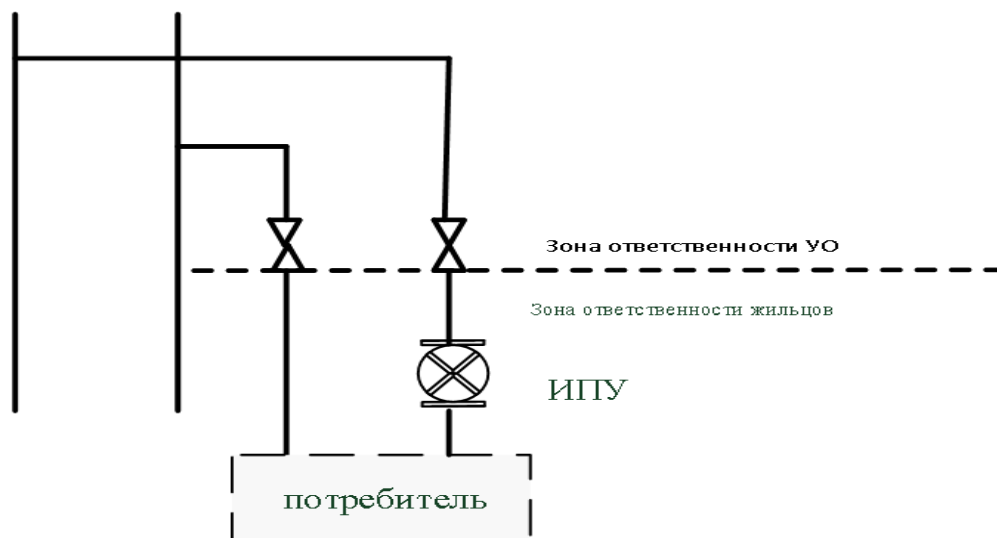 Зона ответственности УО
Зона ответственности жильцов
ИПУ
потребитель